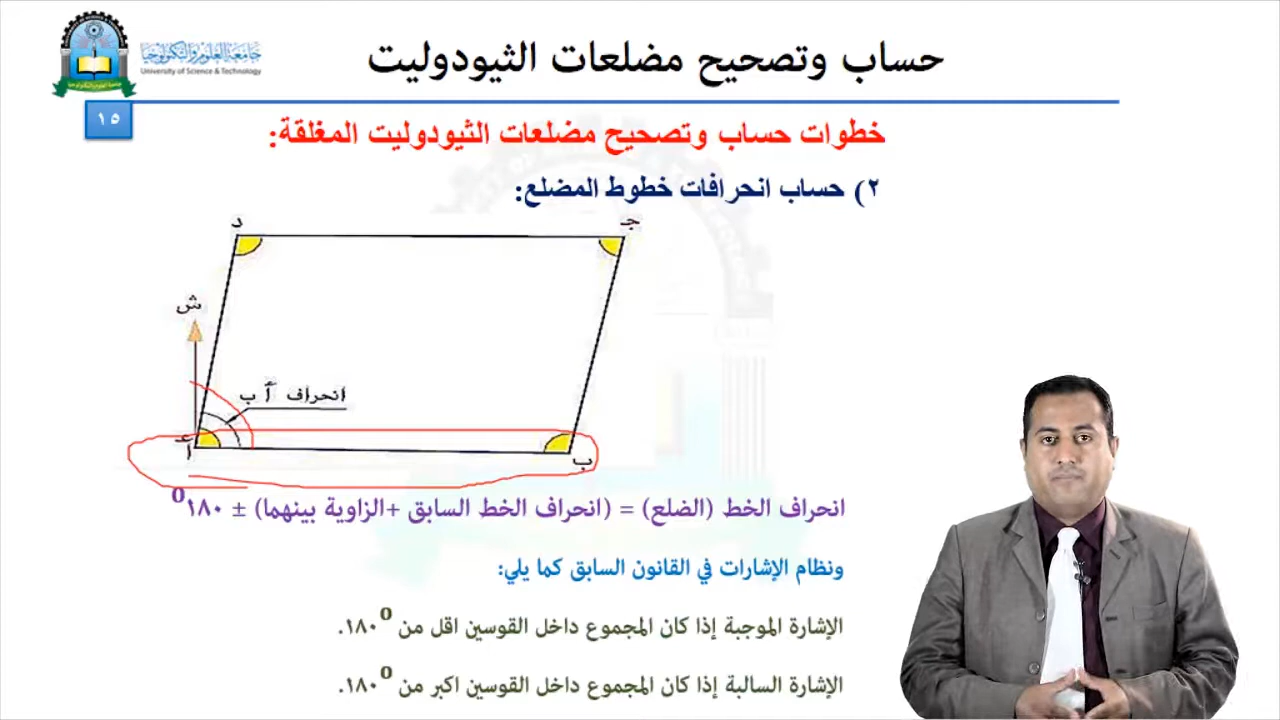 جامعة العلوم والتكنولوجيا
University of Science & Technology
حساب وتصحيح مضلعات الثيودوليت
١٥
خطوات حساب وتصحيح مضلعات الثيودوليت المغلقة:
٢) حساب انحرافات خطوط المضلع:
د
جـ
ش
انحراف أ ب
أ
ب
انحراف الخط (الضلع) = (انحراف الخط السابق +الزاوية بينهما) ± ١٨٠⁰
ونظام الإشارات في القانون السابق كما يلي:
الإشارة الموجبة إذا كان المجموع داخل القوسين اقل من ١٨٠⁰.
الإشارة السالبة إذا كان المجموع داخل القوسين اكبر من ١٨٠⁰.